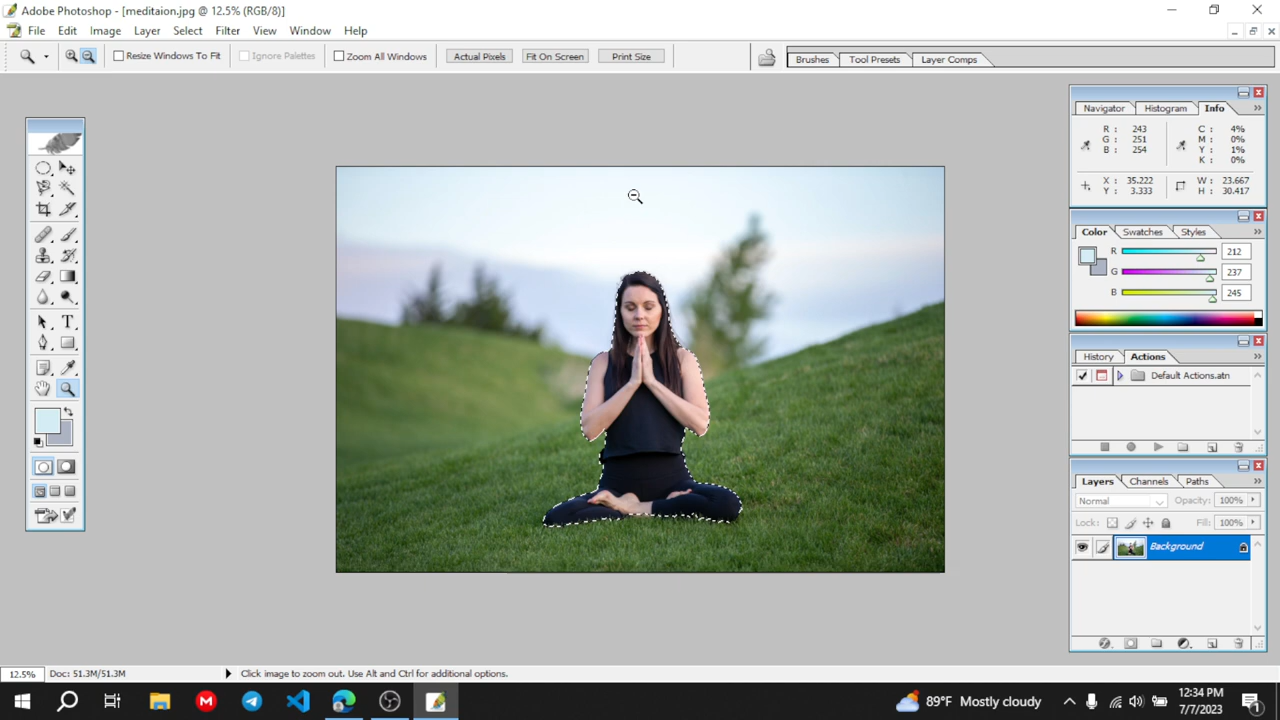 Adobe Photoshop - [meditaion.jpg @ 12.5% (RGB/8)]
File Edit Image Layer Select Filter View Window Help
Resize Windows To Fit Ignore Palettes Zoom All Windows Actual Pixels Fit On Screen Print Size Brushes Tool Presets Layer Comps
Navigator Histogram Info
R : 243 C : 4%
G : 251 M : 0%
B : 254 Y : 1%
K : 0%
X : 35.222 W : 23.667
Y : 3.333 H : 30.417
Color Swatches Styles
R 212
G 237
B 245
History Actions
Default Actions.atn
Layers Channels Paths
Normal Opacity: 100%
Lock: Fill: 100%
Background
12.5% Doc: 51.3M/51.3M Click image to zoom out. Use Alt and Ctrl for additional options.
89°F Mostly cloudy
12:34 PM
7/7/2023